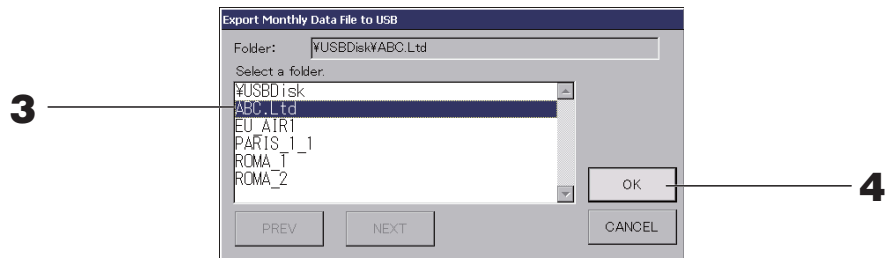 Export Monthly Data File to USB
Folder: ¥USBDisk¥ABC.Ltd
Select a folder.
¥USBDisk
3
ABC.Ltd
EU_AIR1
PARIS_1_1
ROMA_1
ROMA_2
OK
4
PREV
NEXT
CANCEL